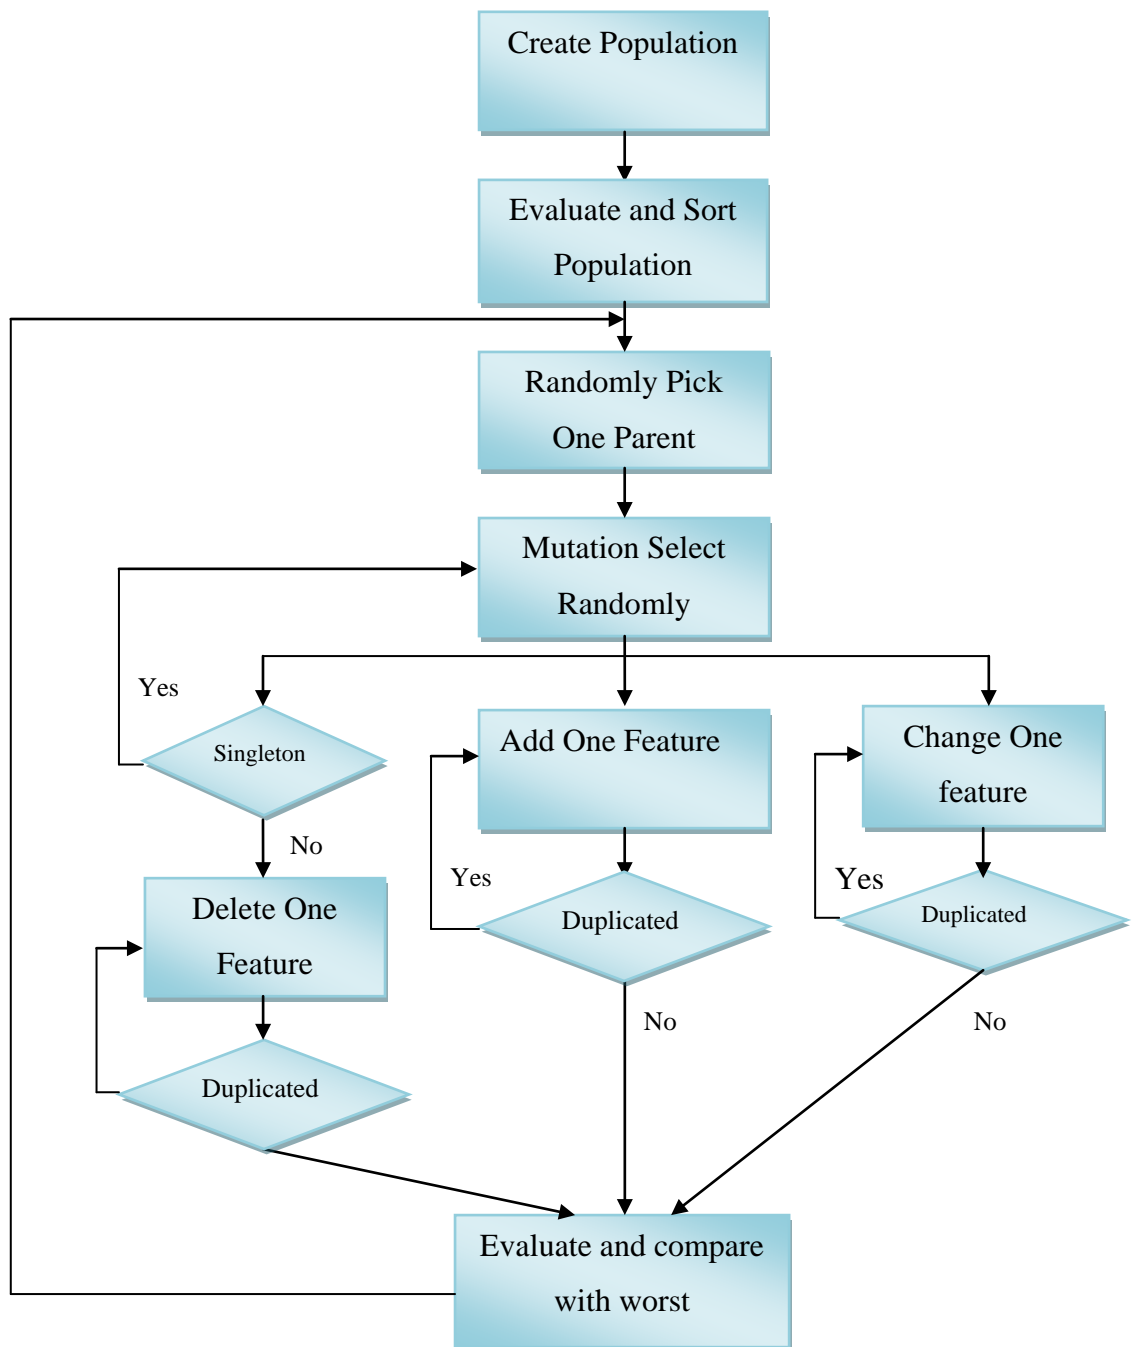 Create Population
Evaluate and Sort
Population
Randomly Pick
One Parent
Mutation Select
Randomly
Yes
Singleton
Add One Feature
Change One
feature
No
Yes
Yes
Delete One
Feature
Duplicated
Duplicated
No
No
Duplicated
Evaluate and compare
with worst